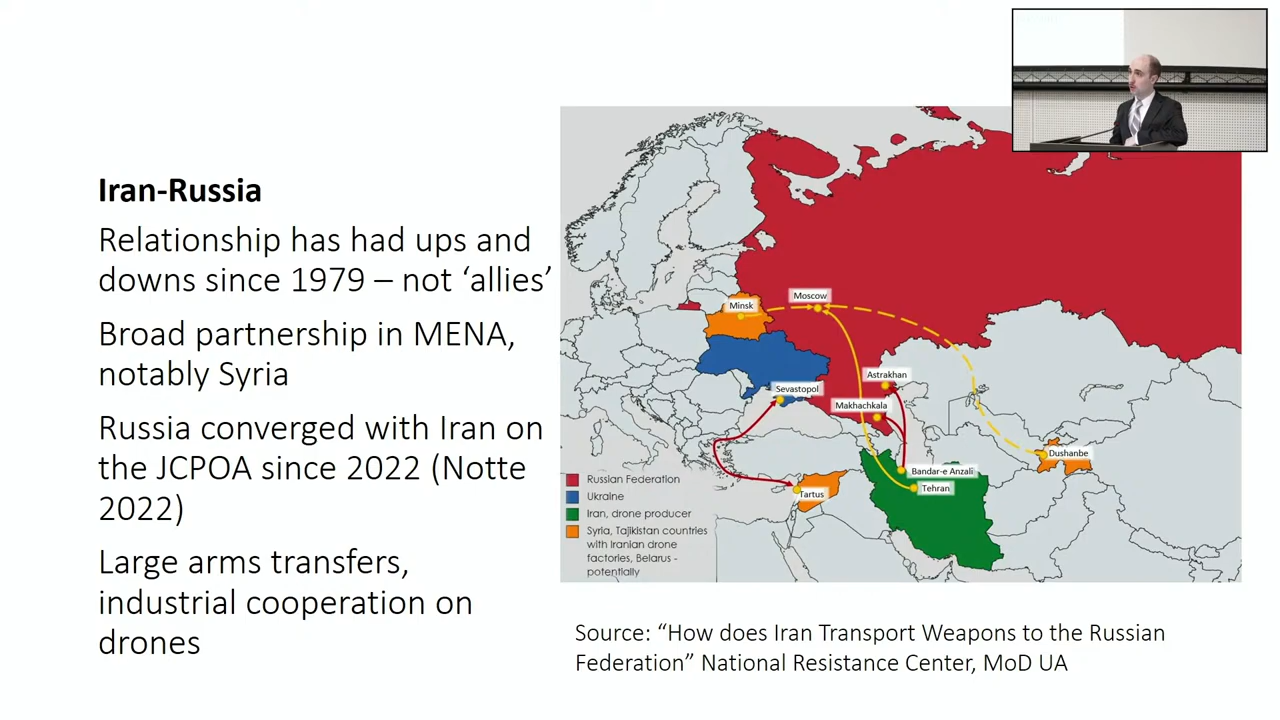 Iran-Russia
Relationship has had ups and
downs since 1979 – not ‘allies’
Broad partnership in MENA,
notably Syria
Russia converged with Iran on
the JCPOA since 2022 (Notte
2022)
Large arms transfers,
industrial cooperation on
drones
Minsk
Moscow
Sevastopol
Astrakhan
Makhachkala
Dushanbe
Bandar-e Anzali
Tehran
Tartus
Russian Federation
Ukraine
Iran, drone producer
Syria, Tajikistan countries
with Iranian drone
factories, Belarus -
potentially
Source: “How does Iran Transport Weapons to the Russian
Federation” National Resistance Center, MoD UA